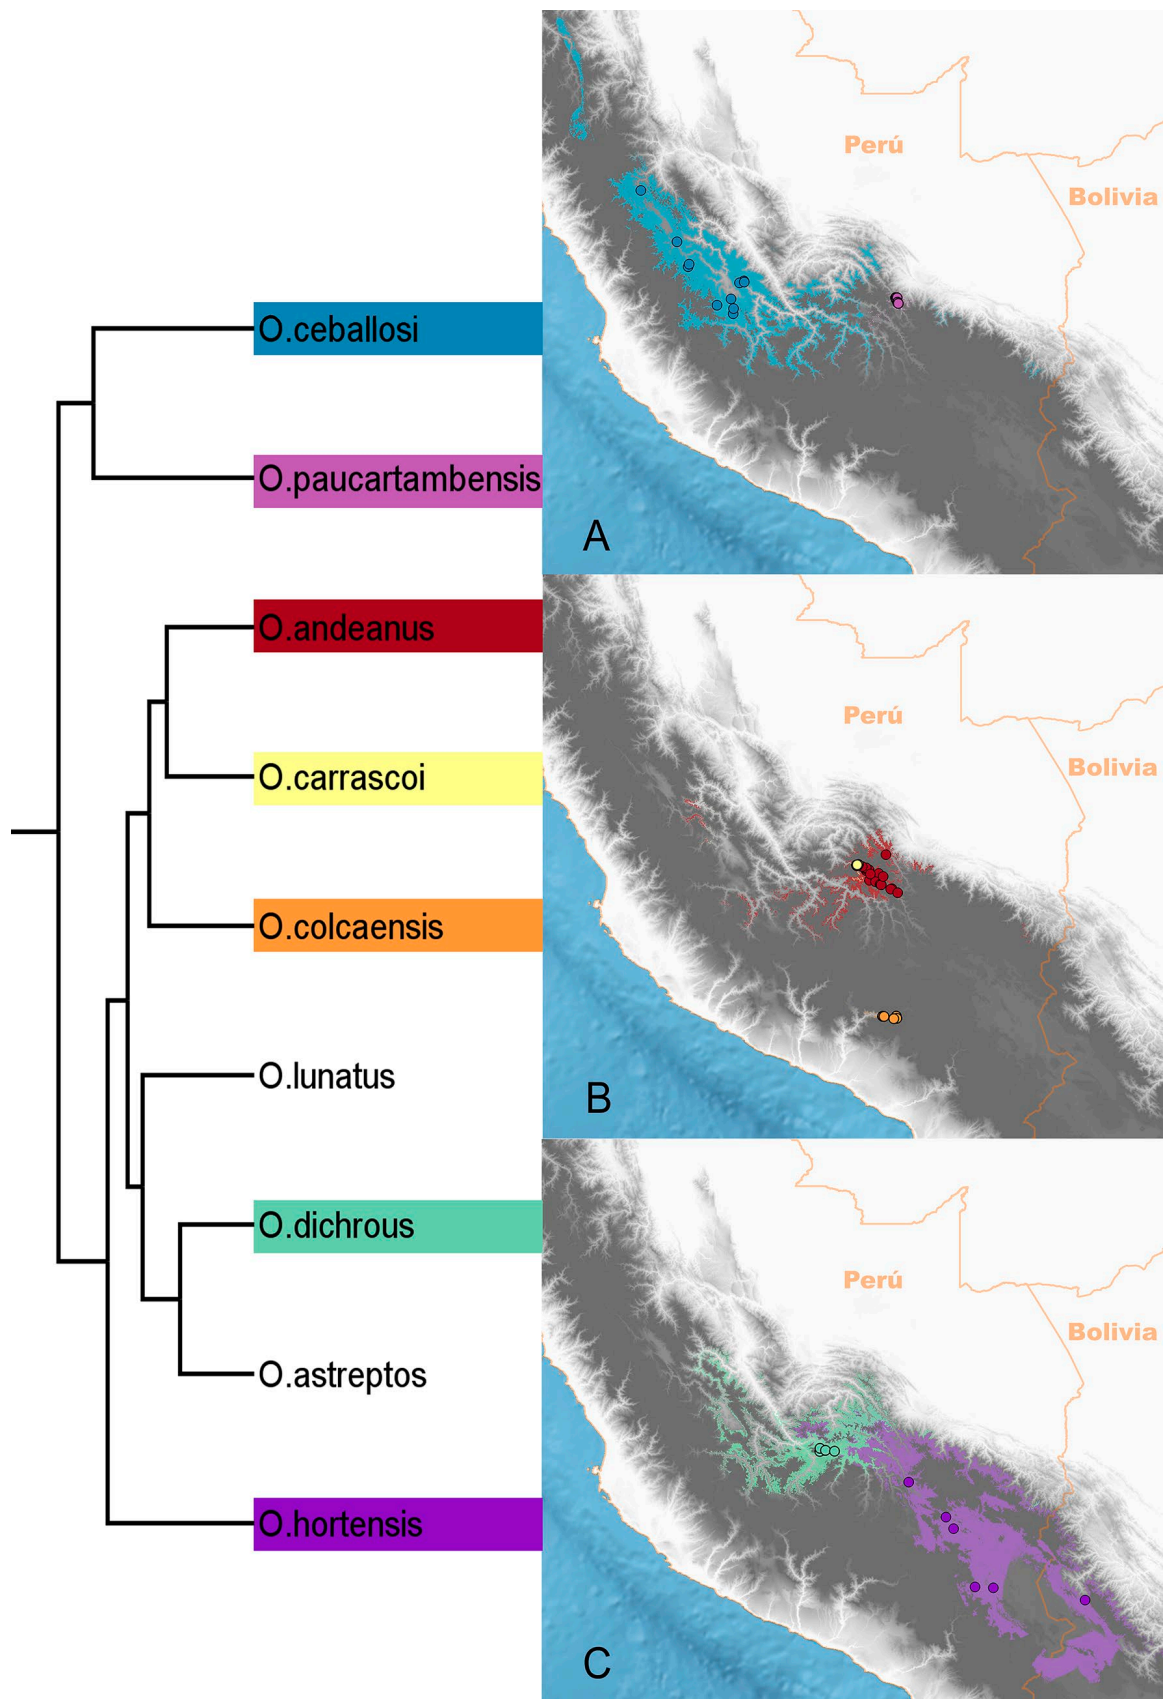 O.ceballosi
O.paucartambensis
O.andeanus
O.carrascoi
O.colcaensis
O.lunatus
O.dichrous
O.astreptos
O.hortensis
Perú
Bolivia
A
Perú
Bolivia
B
Perú
Bolivia
C